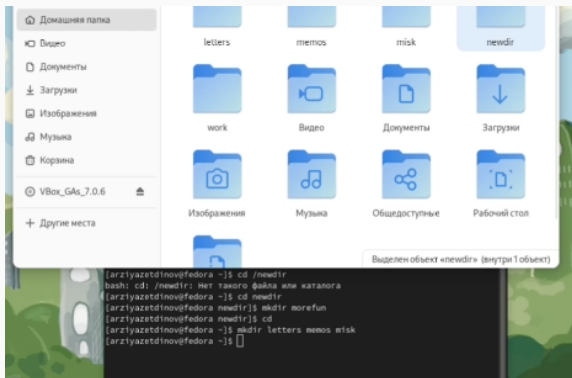 Домашняя папка
Видео
Документы
Загрузки
Изображения
Музыка
Корзина
VBox_GAs_7.0.6
Другие места
letters memos misk newdir
work Видео Документы Загрузки
Изображения Музыка Общедоступные Рабочий стол
Выделен объект «newdir» (внутри 1 объект)
[arziyazetdinov@fedora ~]$ cd /newdir
bash: cd: /newdir: Нет такого файла или каталога
[arziyazetdinov@fedora ~]$ cd newdir
[arziyazetdinov@fedora newdir]$ mkdir morefun
[arziyazetdinov@fedora newdir]$ cd
[arziyazetdinov@fedora ~]$ mkdir letters memos misk
[arziyazetdinov@fedora ~]$